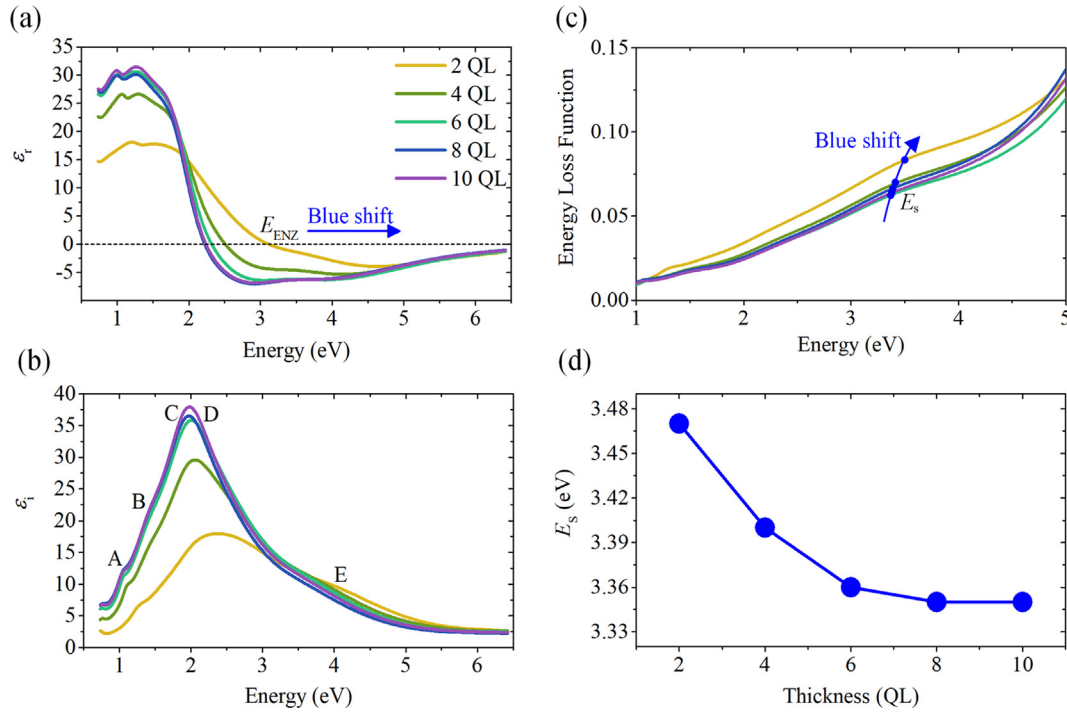 (a)
35
30
25
20
15
10
5
0
-5
-10
εr
2 QL
4 QL
6 QL
8 QL
10 QL
EENZ
Blue shift
1 2 3 4 5 6
Energy (eV)
(c)
0.15
0.10
0.05
0.00
Energy Loss Function
Blue shift
Es
1 2 3 4 5
Energy (eV)
(b)
40
35
30
25
20
15
10
5
0
εi
A
B
C D
E
1 2 3 4 5 6
Energy (eV)
(d)
3.48
3.45
3.42
3.39
3.36
3.33
Es (eV)
2 4 6 8 10
Thickness (QL)